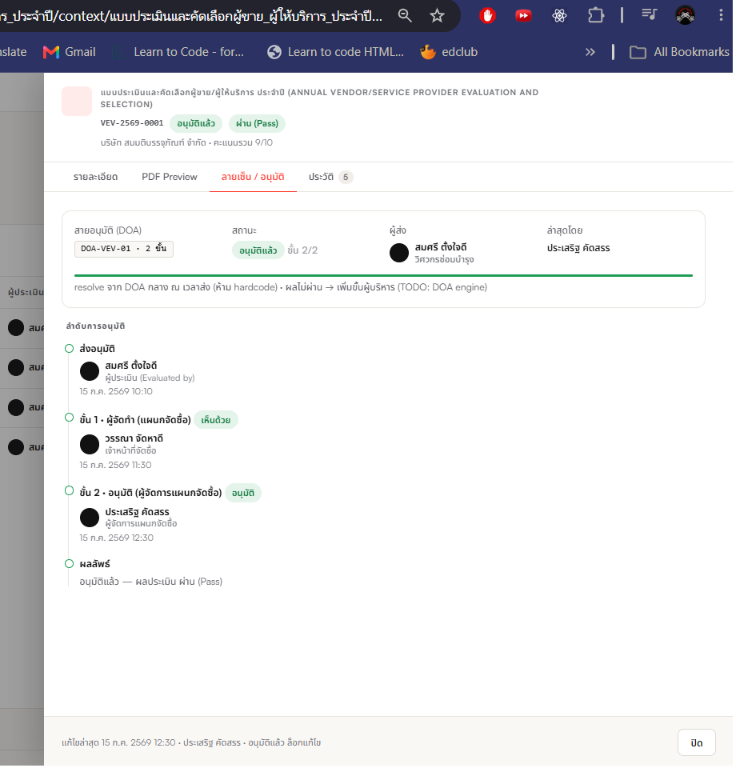 ร_ประจำปี/context/แบบประเมินและคัดเลือกผู้ขาย_ผู้ให้บริการ_ประจำปี...
nslate
Gmail
Learn to Code - for...
Learn to code HTML...
edclub
All Bookmarks
แบบประเมินและคัดเลือกผู้ขาย/ผู้ให้บริการ ประจำปี (ANNUAL VENDOR/SERVICE PROVIDER EVALUATION AND
SELECTION)
VEV-2569-0001 อนุมัติแล้ว ผ่าน (Pass)
บริษัท สมมติบรรจุภัณฑ์ จำกัด • คะแนนรวม 9/10
รายละเอียด PDF Preview ลายเซ็น / อนุมัติ ประวัติ 6
สายอนุมัติ (DOA) สถานะ ผู้ส่ง ล่าสุดโดย
DOA-VEV-01 · 2 ขั้น อนุมัติแล้ว ขั้น 2/2 สมศรี ตั้งใจดี ประเสริฐ คัดสรร
วิศวกรซ่อมบำรุง
resolve จาก DOA กลาง ณ เวลาส่ง (ห้าม hardcode) • ผลไม่ผ่าน → เพิ่มขั้นผู้บริหาร (TODO: DOA engine)
ผู้ประเมิน
สมศ
สมศ
สมศ
สมศ
ลำดับการอนุมัติ
ส่งอนุมัติ
สมศรี ตั้งใจดี
ผู้ประเมิน (Evaluated by)
15 ก.ค. 2569 10:10
ขั้น 1 • ผู้จัดทำ (แผนกจัดซื้อ) เห็นด้วย
วรรณา จัดหาดี
เจ้าหน้าที่จัดซื้อ
15 ก.ค. 2569 11:30
ขั้น 2 • อนุมัติ (ผู้จัดการแผนกจัดซื้อ) อนุมัติ
ประเสริฐ คัดสรร
ผู้จัดการแผนกจัดซื้อ
15 ก.ค. 2569 12:30
ผลลัพธ์
อนุมัติแล้ว — ผลประเมิน ผ่าน (Pass)
แก้ไขล่าสุด 15 ก.ค. 2569 12:30 • ประเสริฐ คัดสรร • อนุมัติแล้ว ล็อกแก้ไข
ปิด